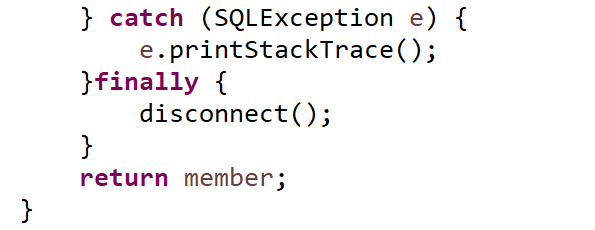 } catch (SQLException e) {
        e.printStackTrace();
    }finally {
        disconnect();
    }
    return member;
}